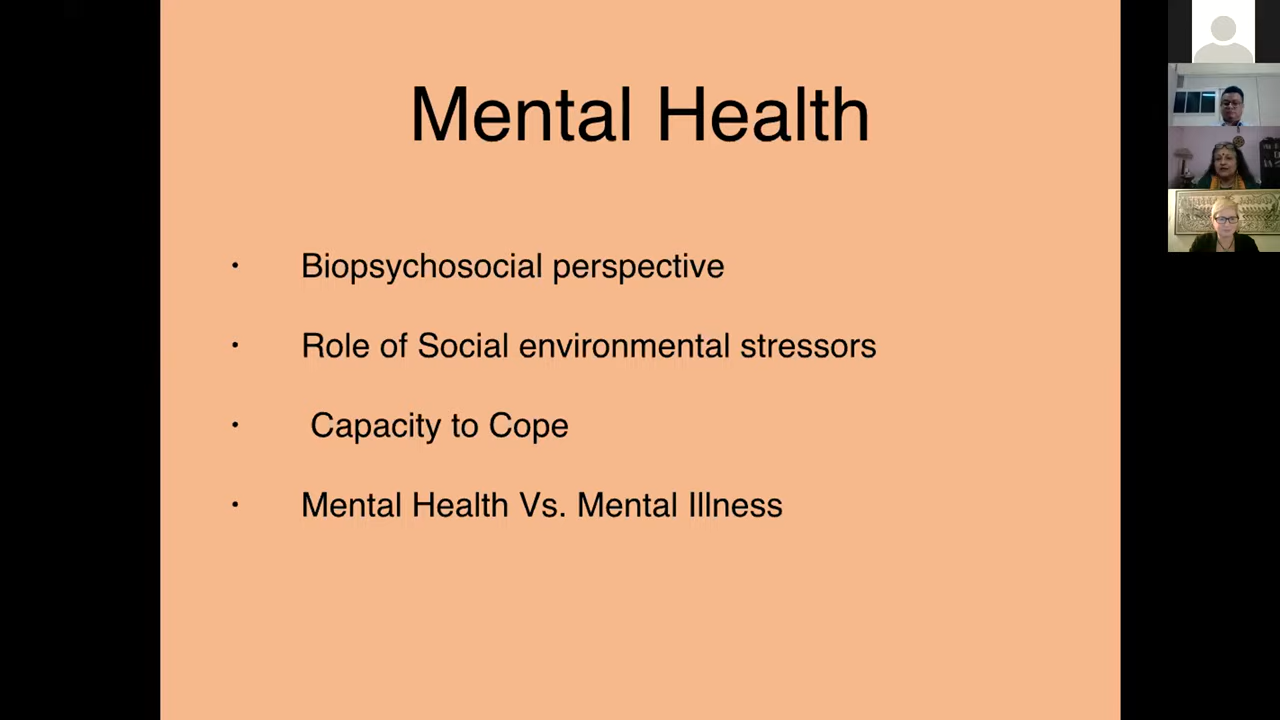 Mental Health
· Biopsychosocial perspective
· Role of Social environmental stressors
· Capacity to Cope
· Mental Health Vs. Mental Illness